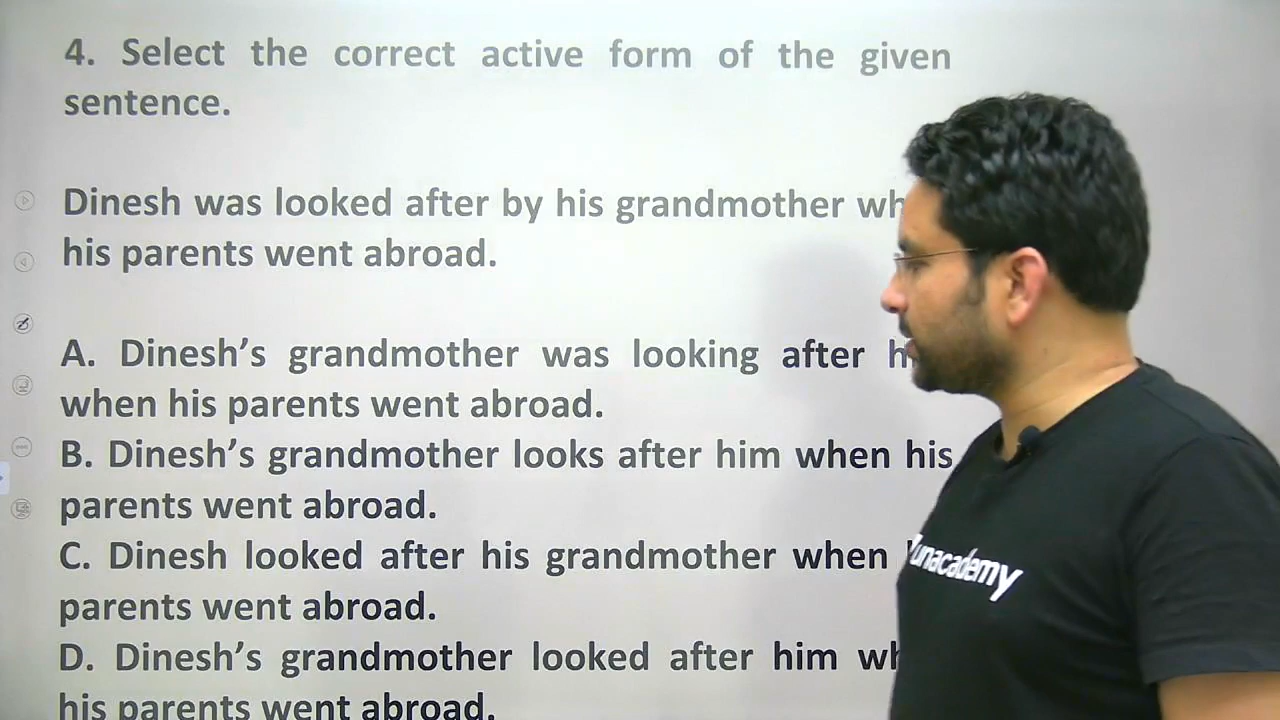 4. Select the correct active form of the given
sentence.
Dinesh was looked after by his grandmother
his parents went abroad.
A. Dinesh's grandmother was looking after
when his parents went abroad.
B. Dinesh's grandmother looks after him when his
parents went abroad.
C. Dinesh looked after his grandmother when
parents went abroad.
D. Dinesh's grandmother looked after him
his parents went abroad.
unacademy